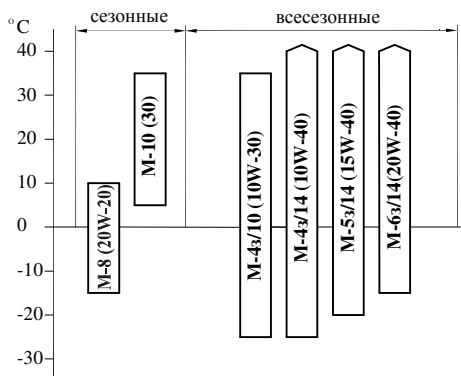 °C
сезонные
всесезонные
40
30
20
10
0
-10
-20
-30
М-8 (20W-20)
М-10 (30)
М-4з/10 (10W-30)
М-4з/14 (10W-40)
М-5з/14 (15W-40)
М-6з/14(20W-40)